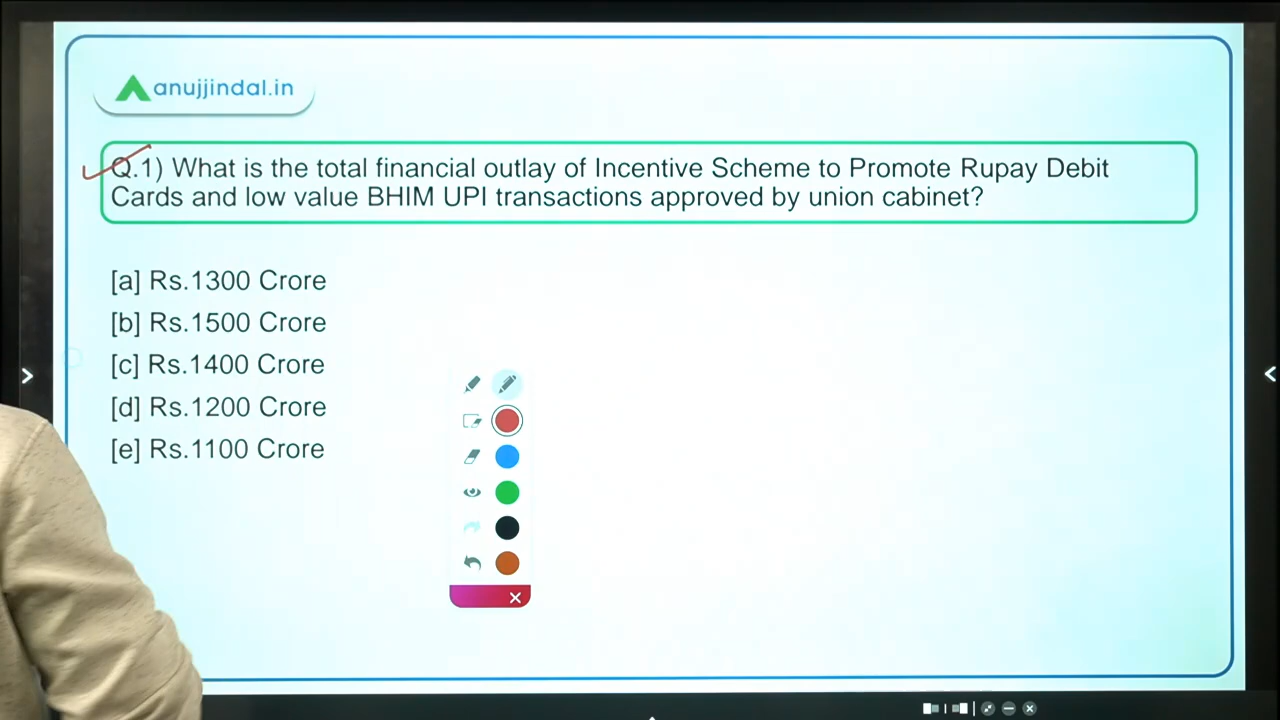 anujjindal.in
Q.1) What is the total financial outlay of Incentive Scheme to Promote Rupay Debit
Cards and low value BHIM UPI transactions approved by union cabinet?
[a] Rs.1300 Crore
[b] Rs.1500 Crore
[c] Rs.1400 Crore
[d] Rs.1200 Crore
[e] Rs.1100 Crore